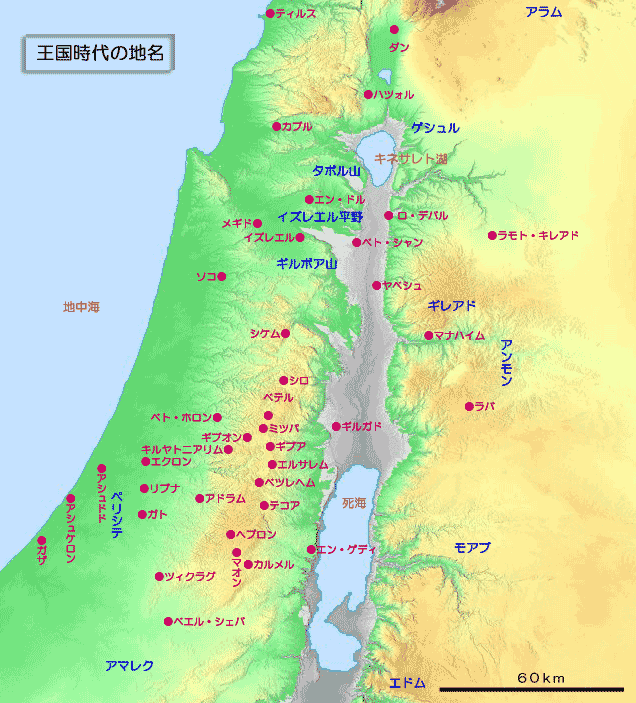 ティルス
アラム
王国時代の地名
ダン
ハツォル
カブル
ゲシュル
キネサレト湖
タボル山
エン・ドル
イズレエル平野
ロ・デバル
メギド
イズレエル
ベト・シャン
ラモト・ギレアド
ギルボア山
ソコ
ヤベシュ
地中海
ギレアド
シケム
マナハイム
アンモン
シロ
ベテル
ラバ
ベト・ホロン
ミツパ
ギルガド
ギブオン
ギブア
キルヤトエアリム
エクロン
エルサレム
アシュドド
ベツレヘム
リブナ
アドラム
ペリシテ
アシュケロン
テコア
死海
ガト
ヘブロン
ガザ
エン・ゲディ
モアブ
マオン
カルメル
ツィクラグ
ベエル・シェバ
アマレク
エドム
60km